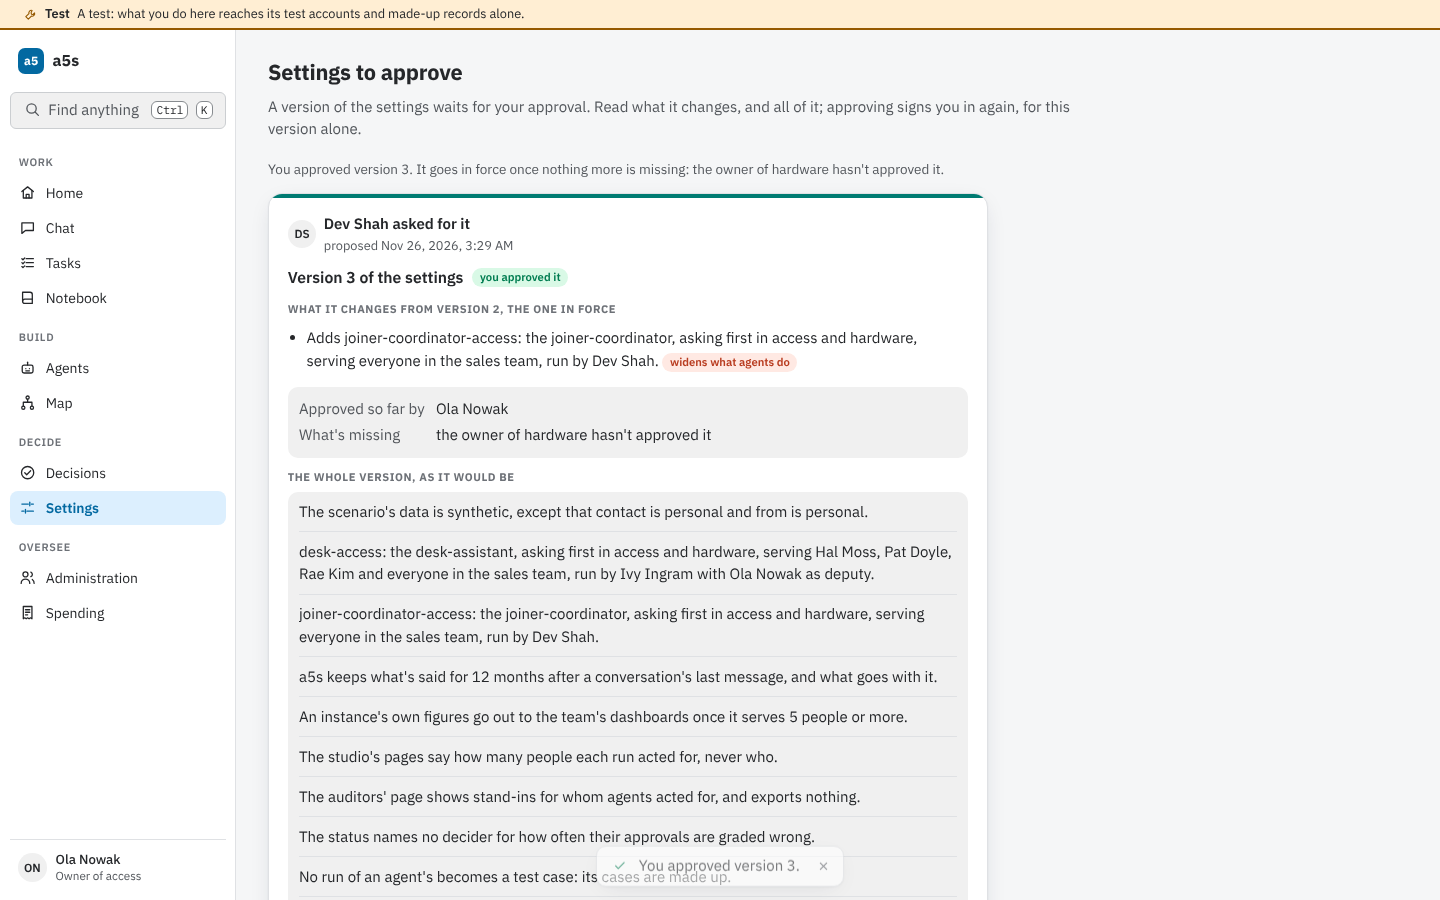 Test A test: what you do here reaches its test accounts and made-up records alone.
a5 a5s
Find anything Ctrl K
WORK
Home
Chat
Tasks
Notebook
BUILD
Agents
Map
DECIDE
Decisions
Settings
OVERSEE
Administration
Spending
ON Ola Nowak
Owner of access
Settings to approve
A version of the settings waits for your approval. Read what it changes, and all of it; approving signs you in again, for this
version alone.
You approved version 3. It goes in force once nothing more is missing: the owner of hardware hasn't approved it.
DS Dev Shah asked for it
proposed Nov 26, 2026, 3:29 AM
Version 3 of the settings you approved it
WHAT IT CHANGES FROM VERSION 2, THE ONE IN FORCE
• Adds joiner-coordinator-access: the joiner-coordinator, asking first in access and hardware,
serving everyone in the sales team, run by Dev Shah. widens what agents do
Approved so far by Ola Nowak
What's missing the owner of hardware hasn't approved it
THE WHOLE VERSION, AS IT WOULD BE
The scenario's data is synthetic, except that contact is personal and from is personal.
desk-access: the desk-assistant, asking first in access and hardware, serving Hal Moss, Pat Doyle,
Rae Kim and everyone in the sales team, run by Ivy Ingram with Ola Nowak as deputy.
joiner-coordinator-access: the joiner-coordinator, asking first in access and hardware, serving
everyone in the sales team, run by Dev Shah.
a5s keeps what's said for 12 months after a conversation's last message, and what goes with it.
An instance's own figures go out to the team's dashboards once it serves 5 people or more.
The studio's pages say how many people each run acted for, never who.
The auditors' page shows stand-ins for whom agents acted for, and exports nothing.
The status names no decider for how often their approvals are graded wrong.
No run of an agent's becomes a test case: its cases are made up.
You approved version 3.